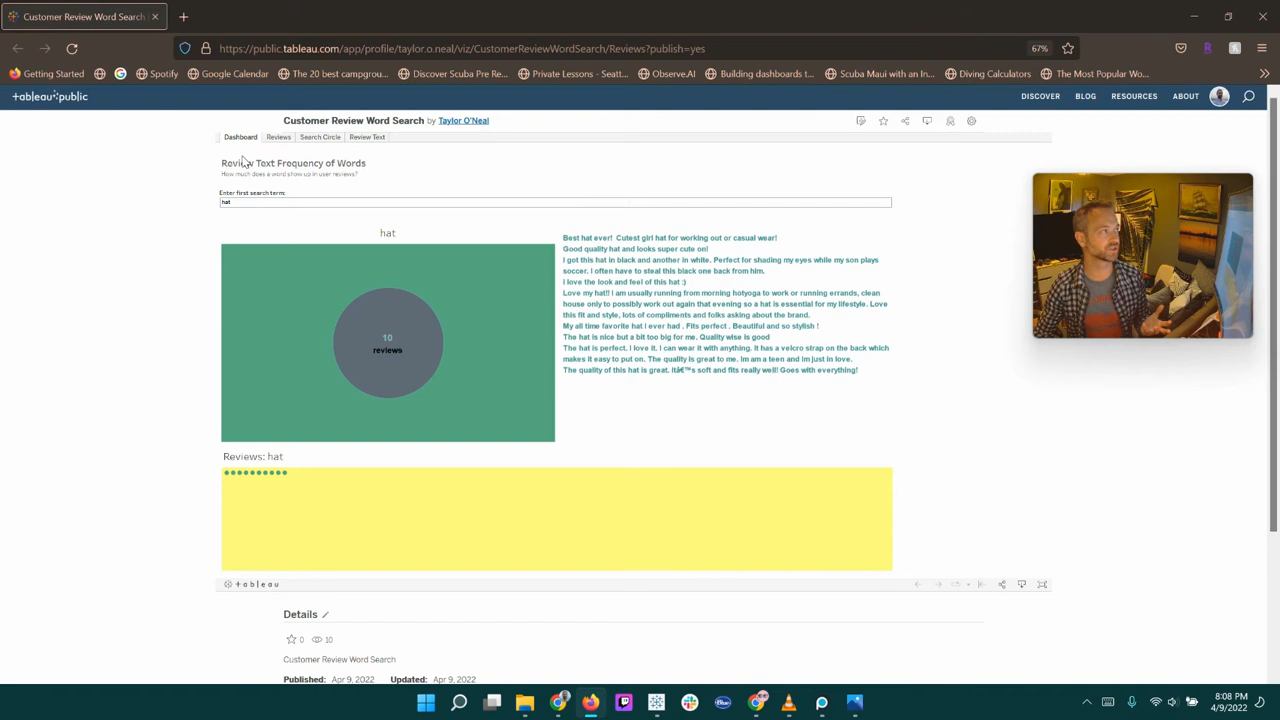 Customer Review Word Search |
https://public.tableau.com/app/profile/taylor.o.neal/viz/CustomerReviewWordSearch/Reviews?publish=yes
67%
Getting Started
Spotify
Google Calendar
The 20 best campgrou...
Discover Scuba Pre Re...
Private Lessons - Seatt...
Observe.AI
Building dashboards t...
Scuba Maui with an In...
Diving Calculators
The Most Popular Wo...
+ableau public
DISCOVER
BLOG
RESOURCES
ABOUT
Customer Review Word Search by Taylor O'Neal
Dashboard
Reviews
Search Circle
Review Text
Review Text Frequency of Words
How much does a word show up in user reviews?
Enter first search term:
hat
hat
10
reviews
Best hat ever! Cutest girl hat for working out or casual wear!
Good quality hat and looks super cute on!
I got this hat in black and another in white. Perfect for shading my eyes while my son plays
soccer. I often have to steal this black one back from him.
I love the look and feel of this hat :)
Love my hat!! I am usually running from morning hotyoga to work or running errands, clean
house only to possibly work out again that evening so a hat is essential for my lifestyle. Love
this fit and style, lots of compliments and folks asking about the brand.
My all time favorite hat I ever had . Fits perfect . Beautiful and so stylish !
The hat is nice but a bit too big for me. Quality wise is good
The hat is perfect. I love it. I can wear it with anything. It has a velcro strap on the back which
makes it easy to put on. The quality is great to me. Im am a teen and Im just in love.
The quality of this hat is great. Itâ€™s soft and fits really well! Goes with everything!
Reviews: hat
+ableau
Details
0
10
Customer Review Word Search
Published: Apr 9, 2022
Updated: Apr 9, 2022
8:08 PM
4/9/2022